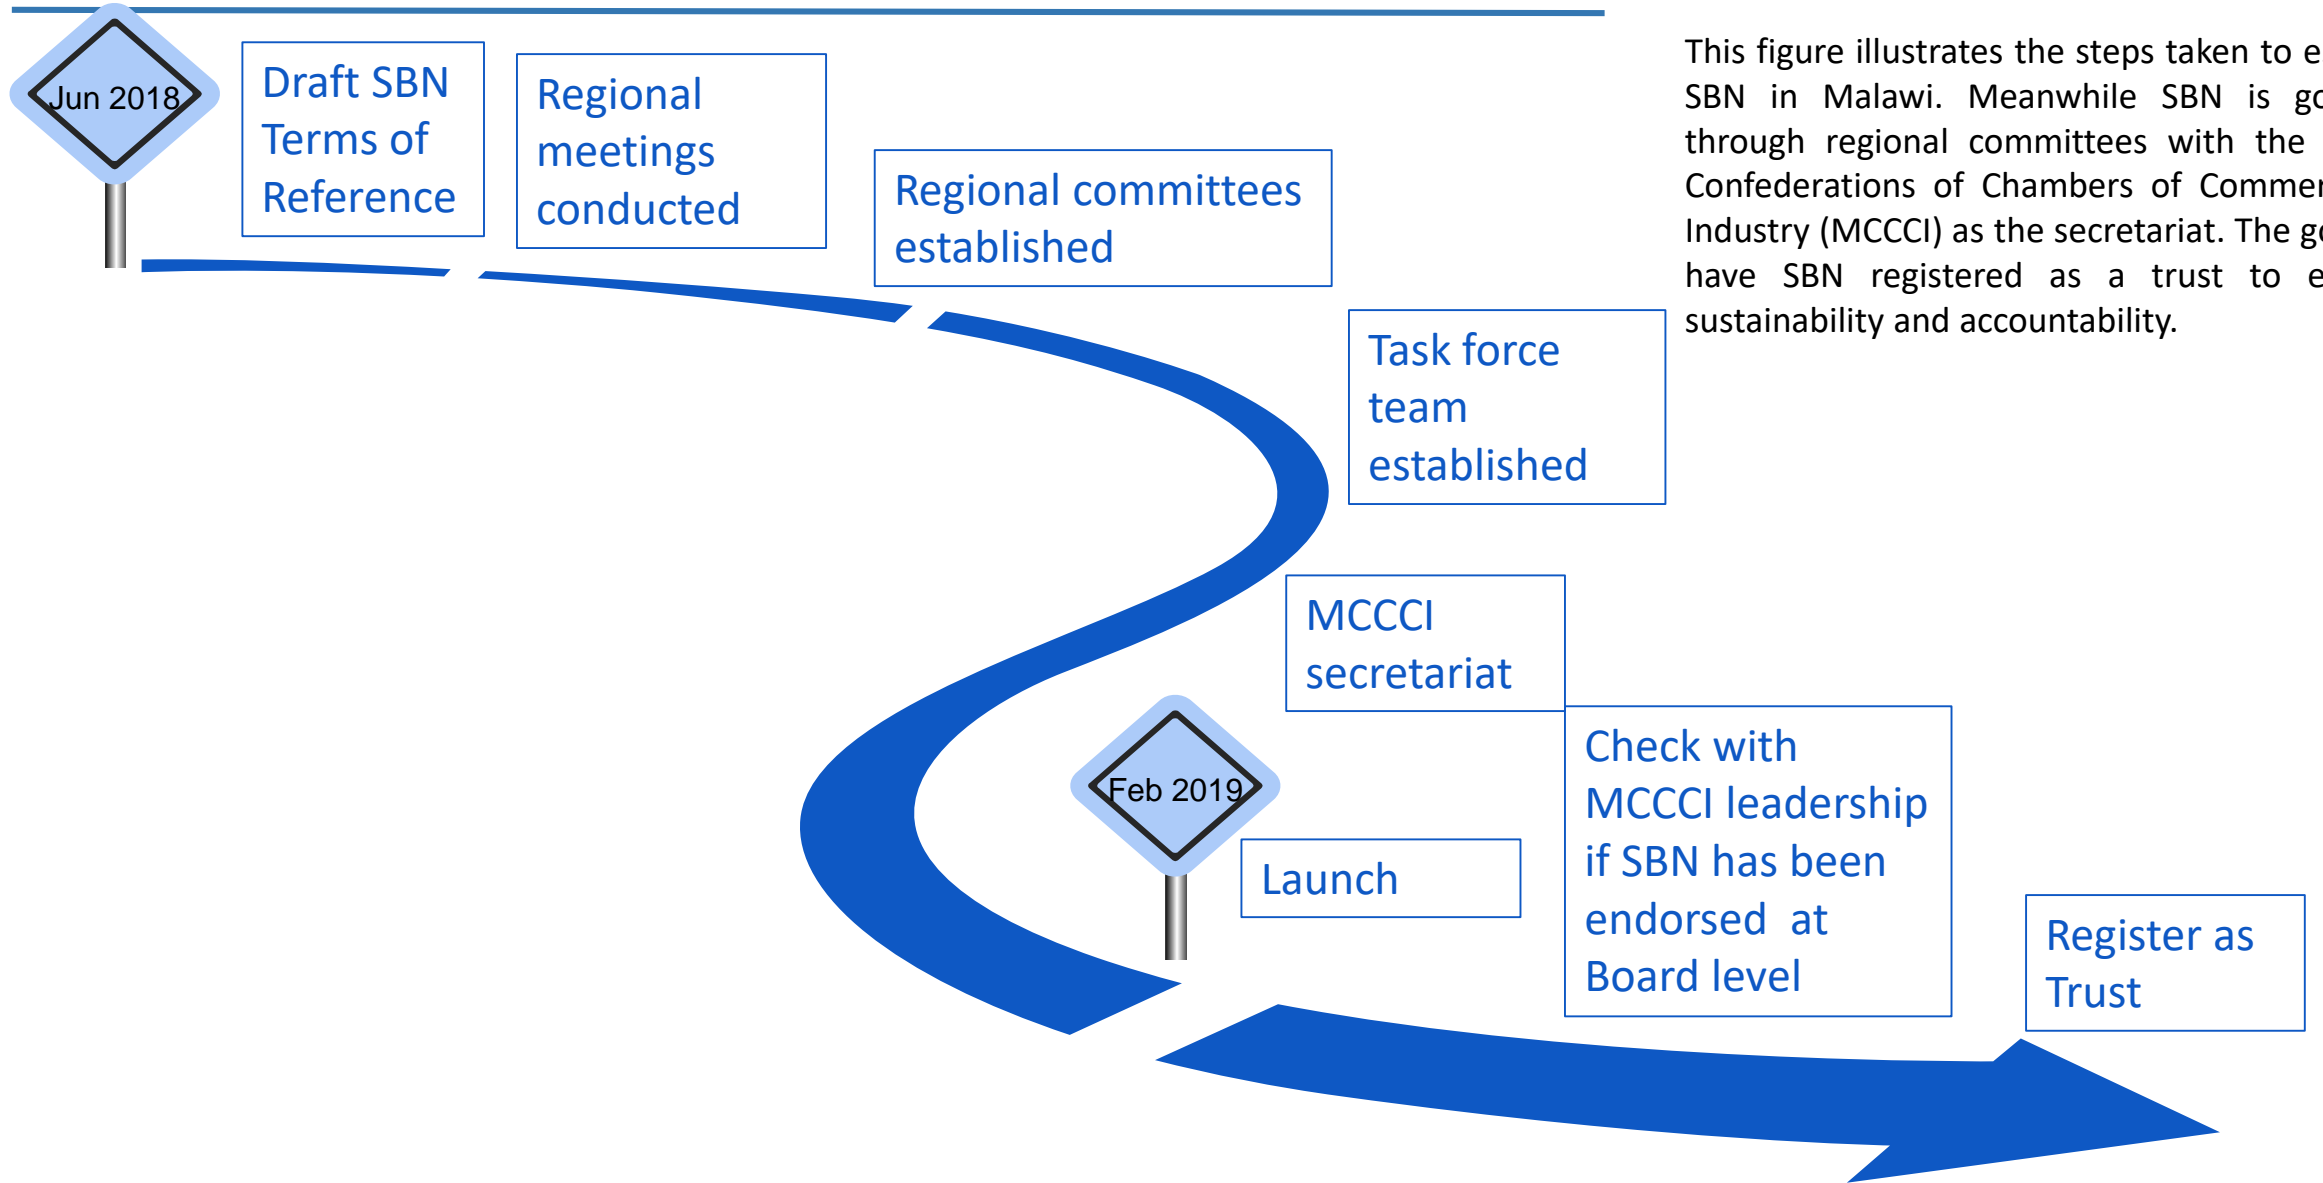 Jun 2018
Draft SBN
Terms of
Reference
Regional
meetings
conducted
Regional committees
established
This figure illustrates the steps taken to
SBN in Malawi. Meanwhile SBN is
through regional committees with the
Confederations of Chambers of
Industry (MCCCI) as the secretariat. The
have SBN registered as a trust to
sustainability and accountability.
Task force
team
established
MCCCI
secretariat
Feb 2019
Launch
Check with
MCCCI leadership
if SBN has been
endorsed at
Board level
Register as
Trust